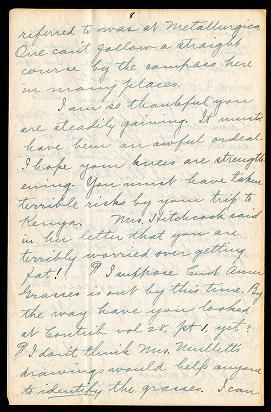 8
referred to was at Metallurgica.
One can't follow a straight
course by the compass here
in many places.
I am so thankful you
are steadily gaining. It must
have been an awful ordeal.
I hope your knees are strength
ening. You must have taken
terrible risks by your trip to
Kenya. Mrs. Hitchcock said
in her letter that you are
terribly worried over getting
fat! ¶ I suppose Amer
Grasses is out by this time. By
the way have you looked
at Contrib vol 28. pt 1, yet?
¶ I don't think Mrs. Mullett's
drawings would help anyone
to identify the grasses. I can